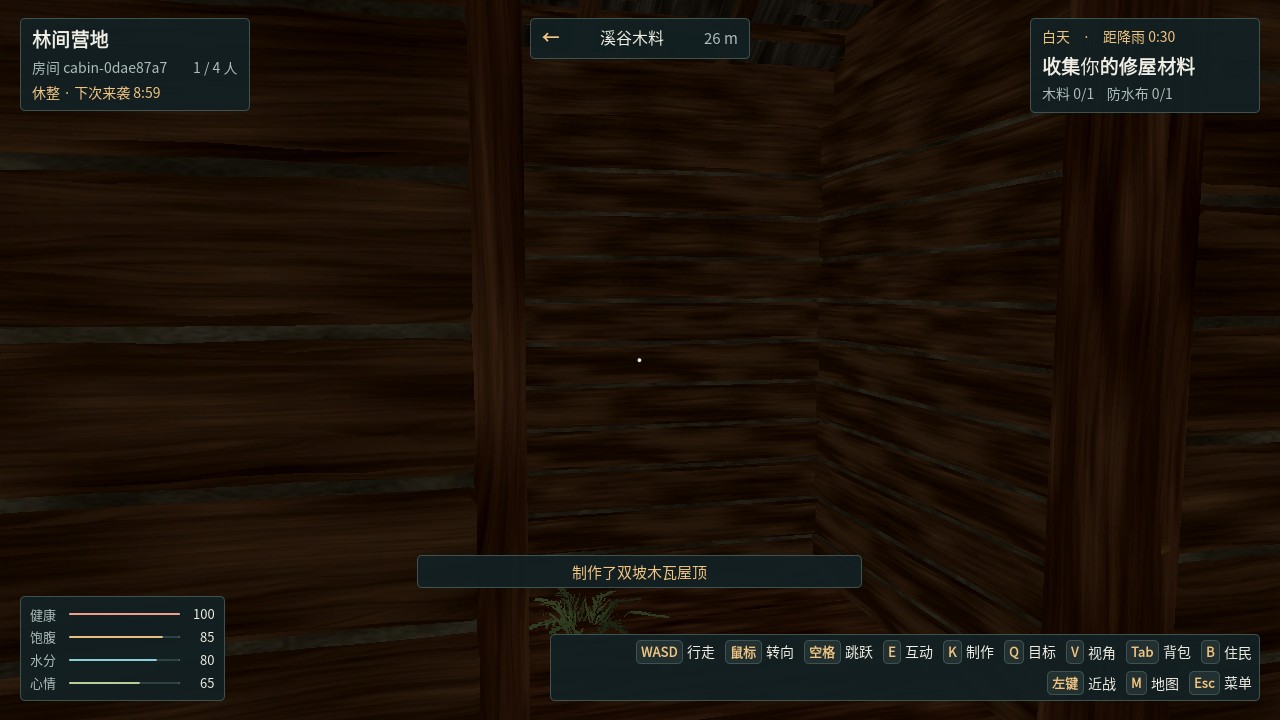 林间营地
房间 cabin-0dae87a7 1 / 4 人
休整 · 下次来袭 8:59
← 溪谷木料 26 m
白天 · 距降雨 0:30
收集你的修屋材料
木料 0/1 防水布 0/1
制作了双坡木瓦屋顶
健康 100
饱腹 85
水分 80
心情 65
WASD 行走 鼠标 转向 空格 跳跃 E 互动 K 制作 Q 目标 V 视角 Tab 背包 B 住民
左键 近战 M 地图 Esc 菜单